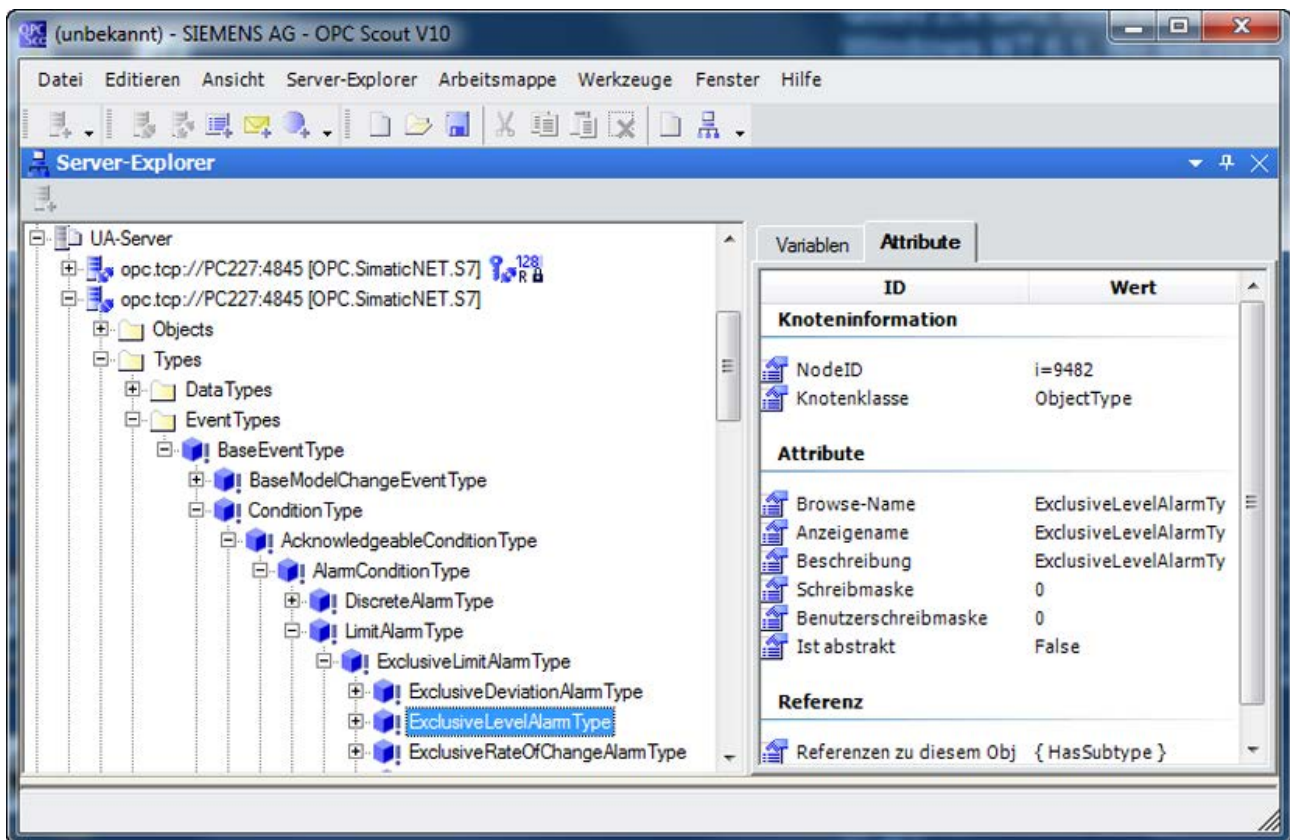 (unbekannt) - SIEMENS AG - OPC Scout V10
Datei Editieren Ansicht Server-Explorer Arbeitsmappe Werkzeuge Fenster Hilfe
Server-Explorer
UA-Server
opc.tcp://PC227:4845 [OPC.SimaticNET.S7] 128 R
opc.tcp://PC227:4845 [OPC.SimaticNET.S7]
Objects
Types
DataTypes
EventTypes
BaseEventType
BaseModelChangeEventType
ConditionType
AcknowledgeableConditionType
AlarmConditionType
DiscreteAlarmType
LimitAlarmType
ExclusiveLimitAlarmType
ExclusiveDeviationAlarmType
ExclusiveLevelAlarmType
ExclusiveRateOfChangeAlarmType
Variablen Attribute
ID Wert
Knoteninformation
NodeID i=9482
Knotenklasse ObjectType
Attribute
Browse-Name ExclusiveLevelAlarmTy
Anzeigename ExclusiveLevelAlarmTy
Beschreibung ExclusiveLevelAlarmTy
Schreibmaske 0
Benutzerschreibmaske 0
Ist abstrakt False
Referenz
Referenzen zu diesem Obj { HasSubtype }